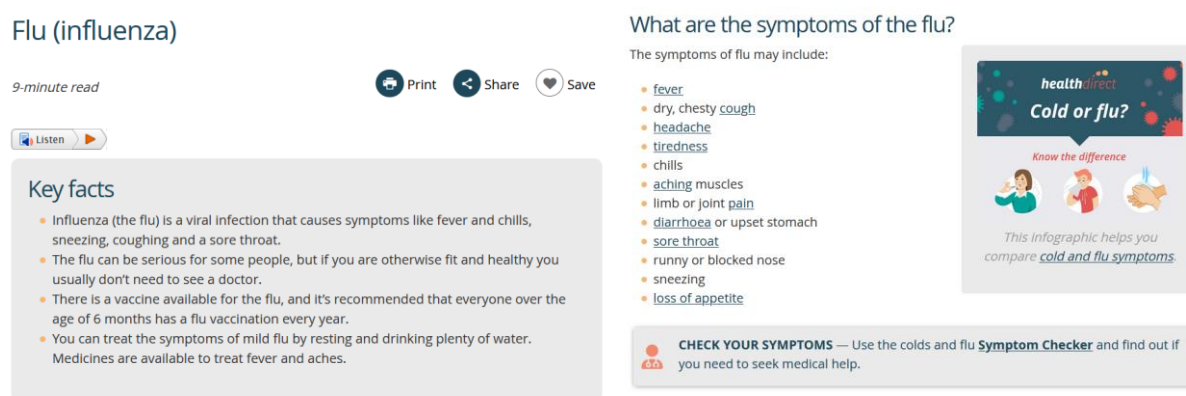 Flu (influenza)
9-minute read
Print
Share
Save
Listen
Key facts
Influenza (the flu) is a viral infection that causes symptoms like fever and chills,
sneezing, coughing and a sore throat.
The flu can be serious for some people, but if you are otherwise fit and healthy you
usually don't need to see a doctor.
There is a vaccine available for the flu, and it's recommended that everyone over the
age of 6 months has a flu vaccination every year.
You can treat the symptoms of mild flu by resting and drinking plenty of water.
Medicines are available to treat fever and aches.
What are the symptoms of the flu?
The symptoms of flu may include:
fever
dry, chesty cough
headache
tiredness
chills
aching muscles
limb or joint pain
diarrhoea or upset stomach
sore throat
runny or blocked nose
sneezing
loss of appetite
healthdirect
Cold or flu?
Know the difference
This infographic helps you
compare cold and flu symptoms.
CHECK YOUR SYMPTOMS — Use the colds and flu Symptom Checker and find out if
you need to seek medical help.